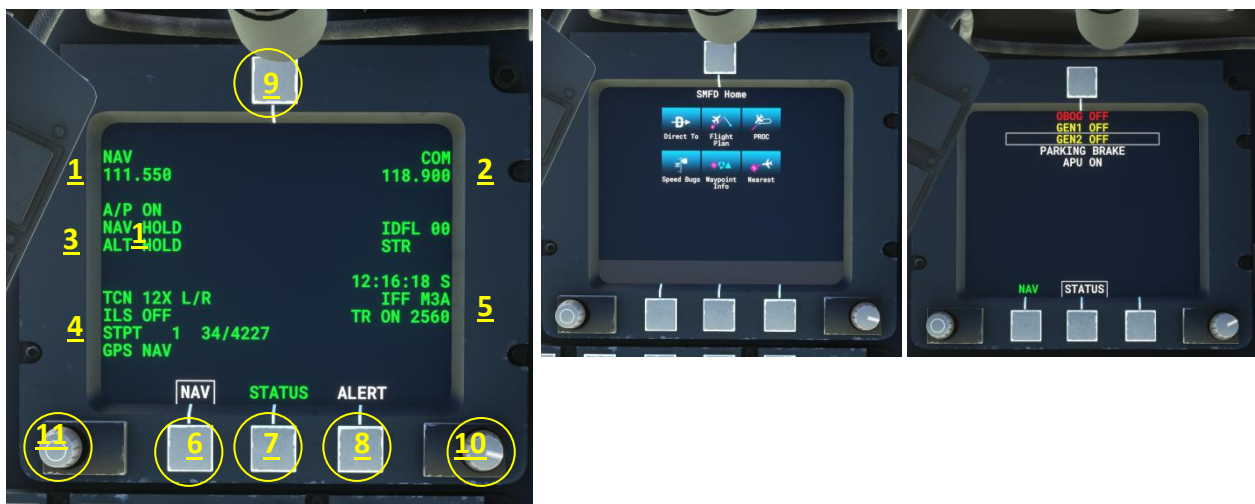 9
NAV
COM
1
111.550
118.900
2
A/P ON
NAV HOLD
IDFL 00
3
1
ALT HOLD
STR
12:16:18 S
TCN 12X L/R
IFF M3A
5
ILS OFF
TR ON 2560
4
STPT 1 34/4227
GPS NAV
NAV
STATUS
ALERT
11
6
7
8
10
SMFD Home
Direct To
Flight Plan
PROC
Speed Bugs
Waypoint Info
Nearest
OBOG OFF
GEN1 OFF
GEN2 OFF
PARKING BRAKE
APU ON
NAV
STATUS